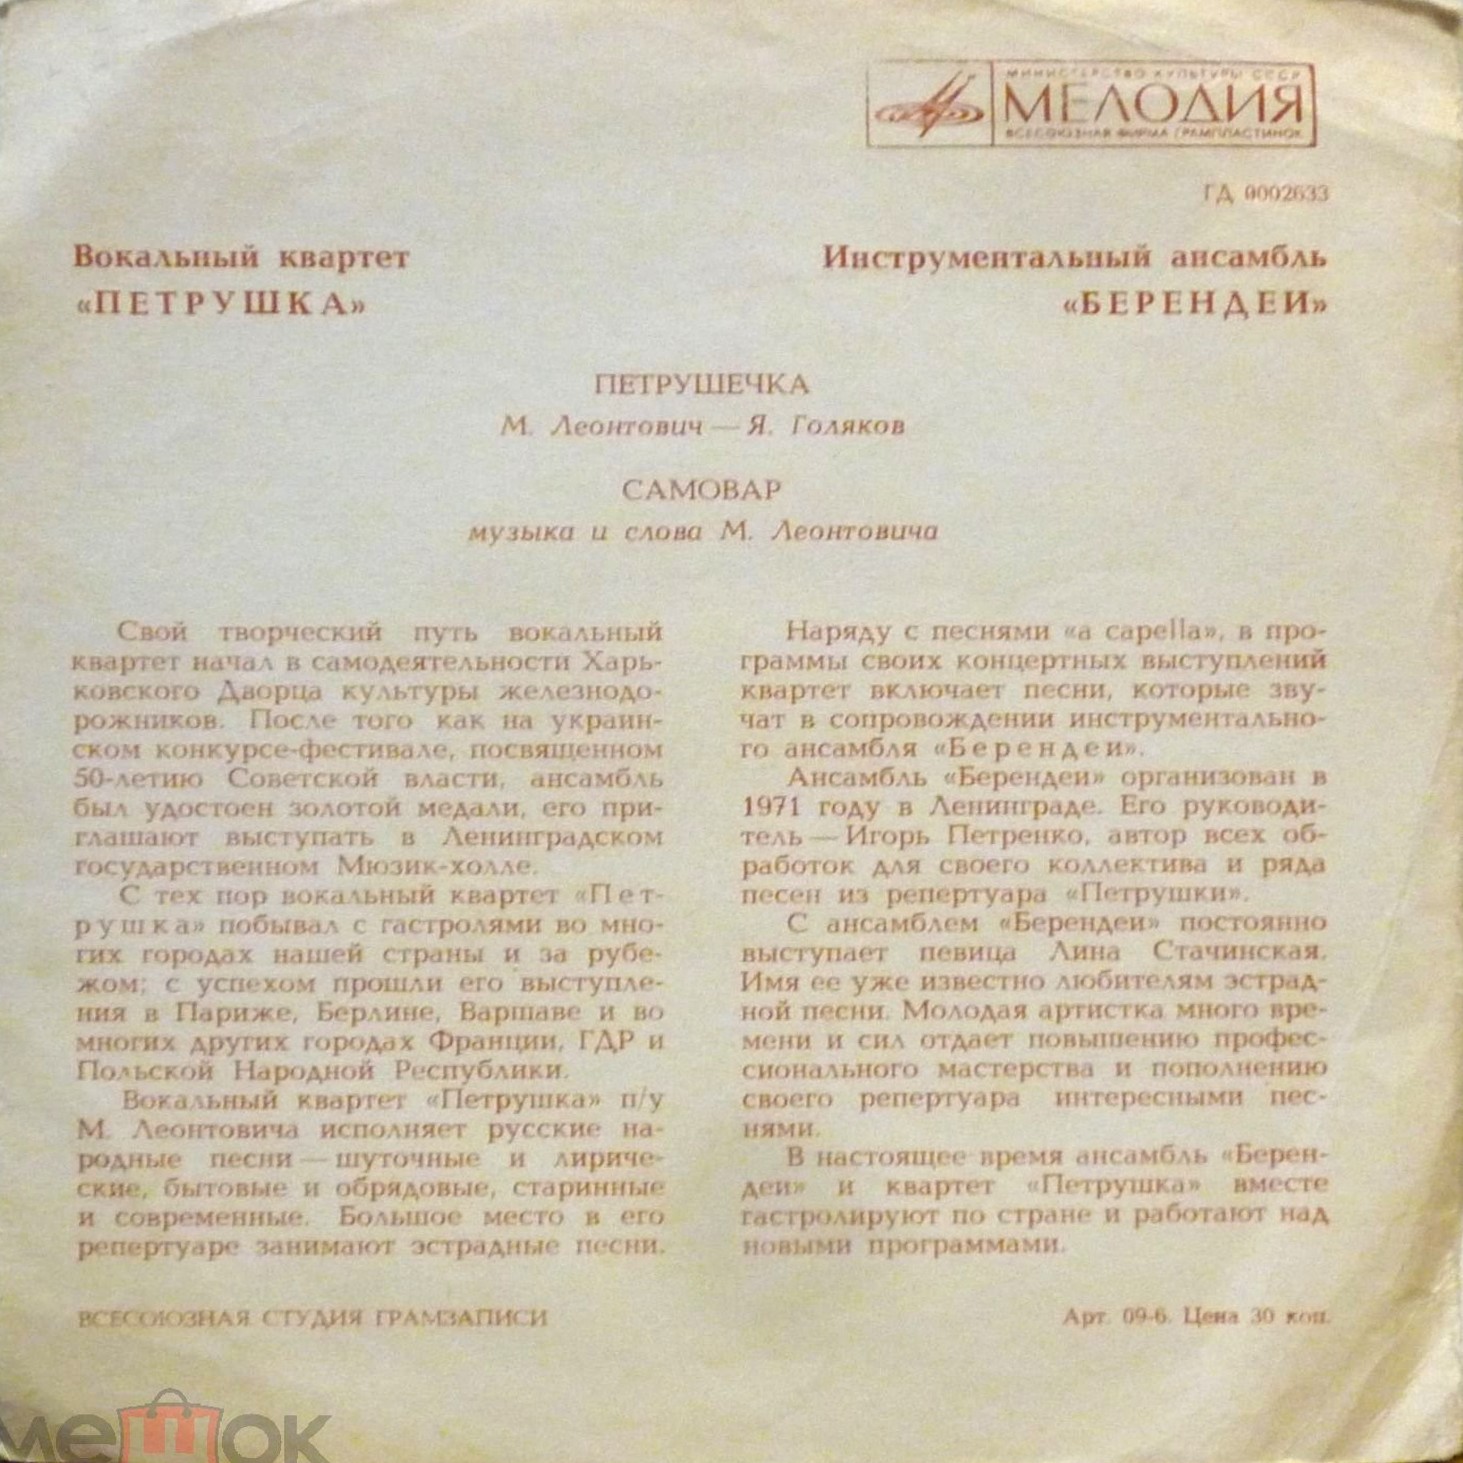 МИНИСТЕРСТВО КУЛЬТУРЫ СССР
МЕЛОДИЯ
ВСЕСОЮЗНАЯ ФИРМА ГРАМПЛАСТИНОК
ГД 0002633
Вокальный квартет
«ПЕТРУШКА»
Инструментальный ансамбль
«БЕРЕНДЕИ»
ПЕТРУШЕЧКА
М. Леонтович — Я. Голяков
САМОВАР
музыка и слова М. Леонтовича
Свой творческий путь вокальный
квартет начал в самодеятельности Харь-
ковского Дворца культуры железнодо-
рожников. После того как на украин-
ском конкурсе-фестивале, посвященном
50-летию Советской власти, ансамбль
был удостоен золотой медали, его при-
глашают выступать в Ленинградском
государственном Мюзик-холле.
С тех пор вокальный квартет «Пет-
рушка» побывал с гастролями во мно-
гих городах нашей страны и за рубе-
жом; с успехом прошли его выступле-
ния в Париже, Берлине, Варшаве и во
многих других городах Франции, ГДР и
Польской Народной Республики.
Вокальный квартет «Петрушка» п/у
М. Леонтовича исполняет русские на-
родные песни — шуточные и лириче-
ские, бытовые и обрядовые, старинные
и современные. Большое место в его
репертуаре занимают эстрадные песни.
Наряду с песнями «a capella», в про-
граммы своих концертных выступлений
квартет включает песни, которые зву-
чат в сопровождении инструментально-
го ансамбля «Берендеи».
Ансамбль «Берендеи» организован в
1971 году в Ленинграде. Его руководи-
тель — Игорь Петренко, автор всех об-
работок для своего коллектива и ряда
песен из репертуара «Петрушки».
С ансамблем «Берендеи» постоянно
выступает певица Лина Стачинская.
Имя ее уже известно любителям эстрад-
ной песни. Молодая артистка много вре-
мени и сил отдает повышению профес-
сионального мастерства и пополнению
своего репертуара интересными пес-
нями.
В настоящее время ансамбль «Берен-
деи» и квартет «Петрушка» вместе
гастролируют по стране и работают над
новыми программами.
ВСЕСОЮЗНАЯ СТУДИЯ ГРАМЗАПИСИ
Арт. 09-6. Цена 30 коп.
мешок